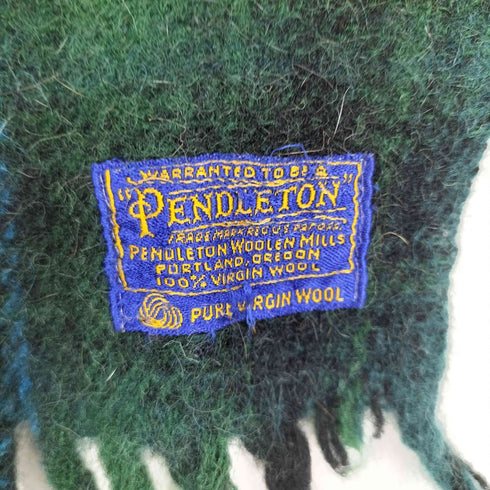 WARRANTED TO BE A
"PENDLETON"
TRADE MARK REG. U.S. PAT. OFF.
PENDLETON WOOLEN MILLS
PORTLAND, OREGON
100% VIRGIN WOOL
PURE VIRGIN WOOL